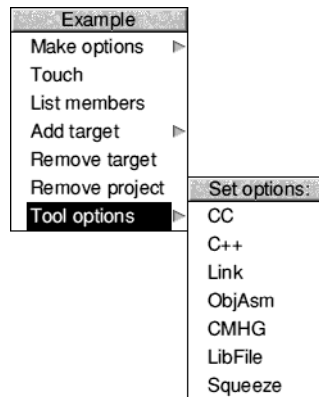 Example
Make options
Touch
List members
Add target
Remove target
Remove project
Tool options
Set options:
CC
C++
Link
ObjAsm
CMHG
LibFile
Squeeze